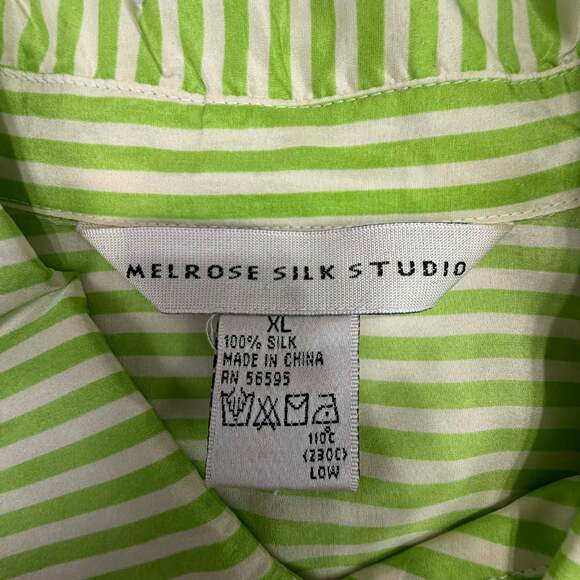 MELROSE SILK STUDIO
XL
100% SILK
MADE IN CHINA
RN 56595
110C
(230C)
LOW